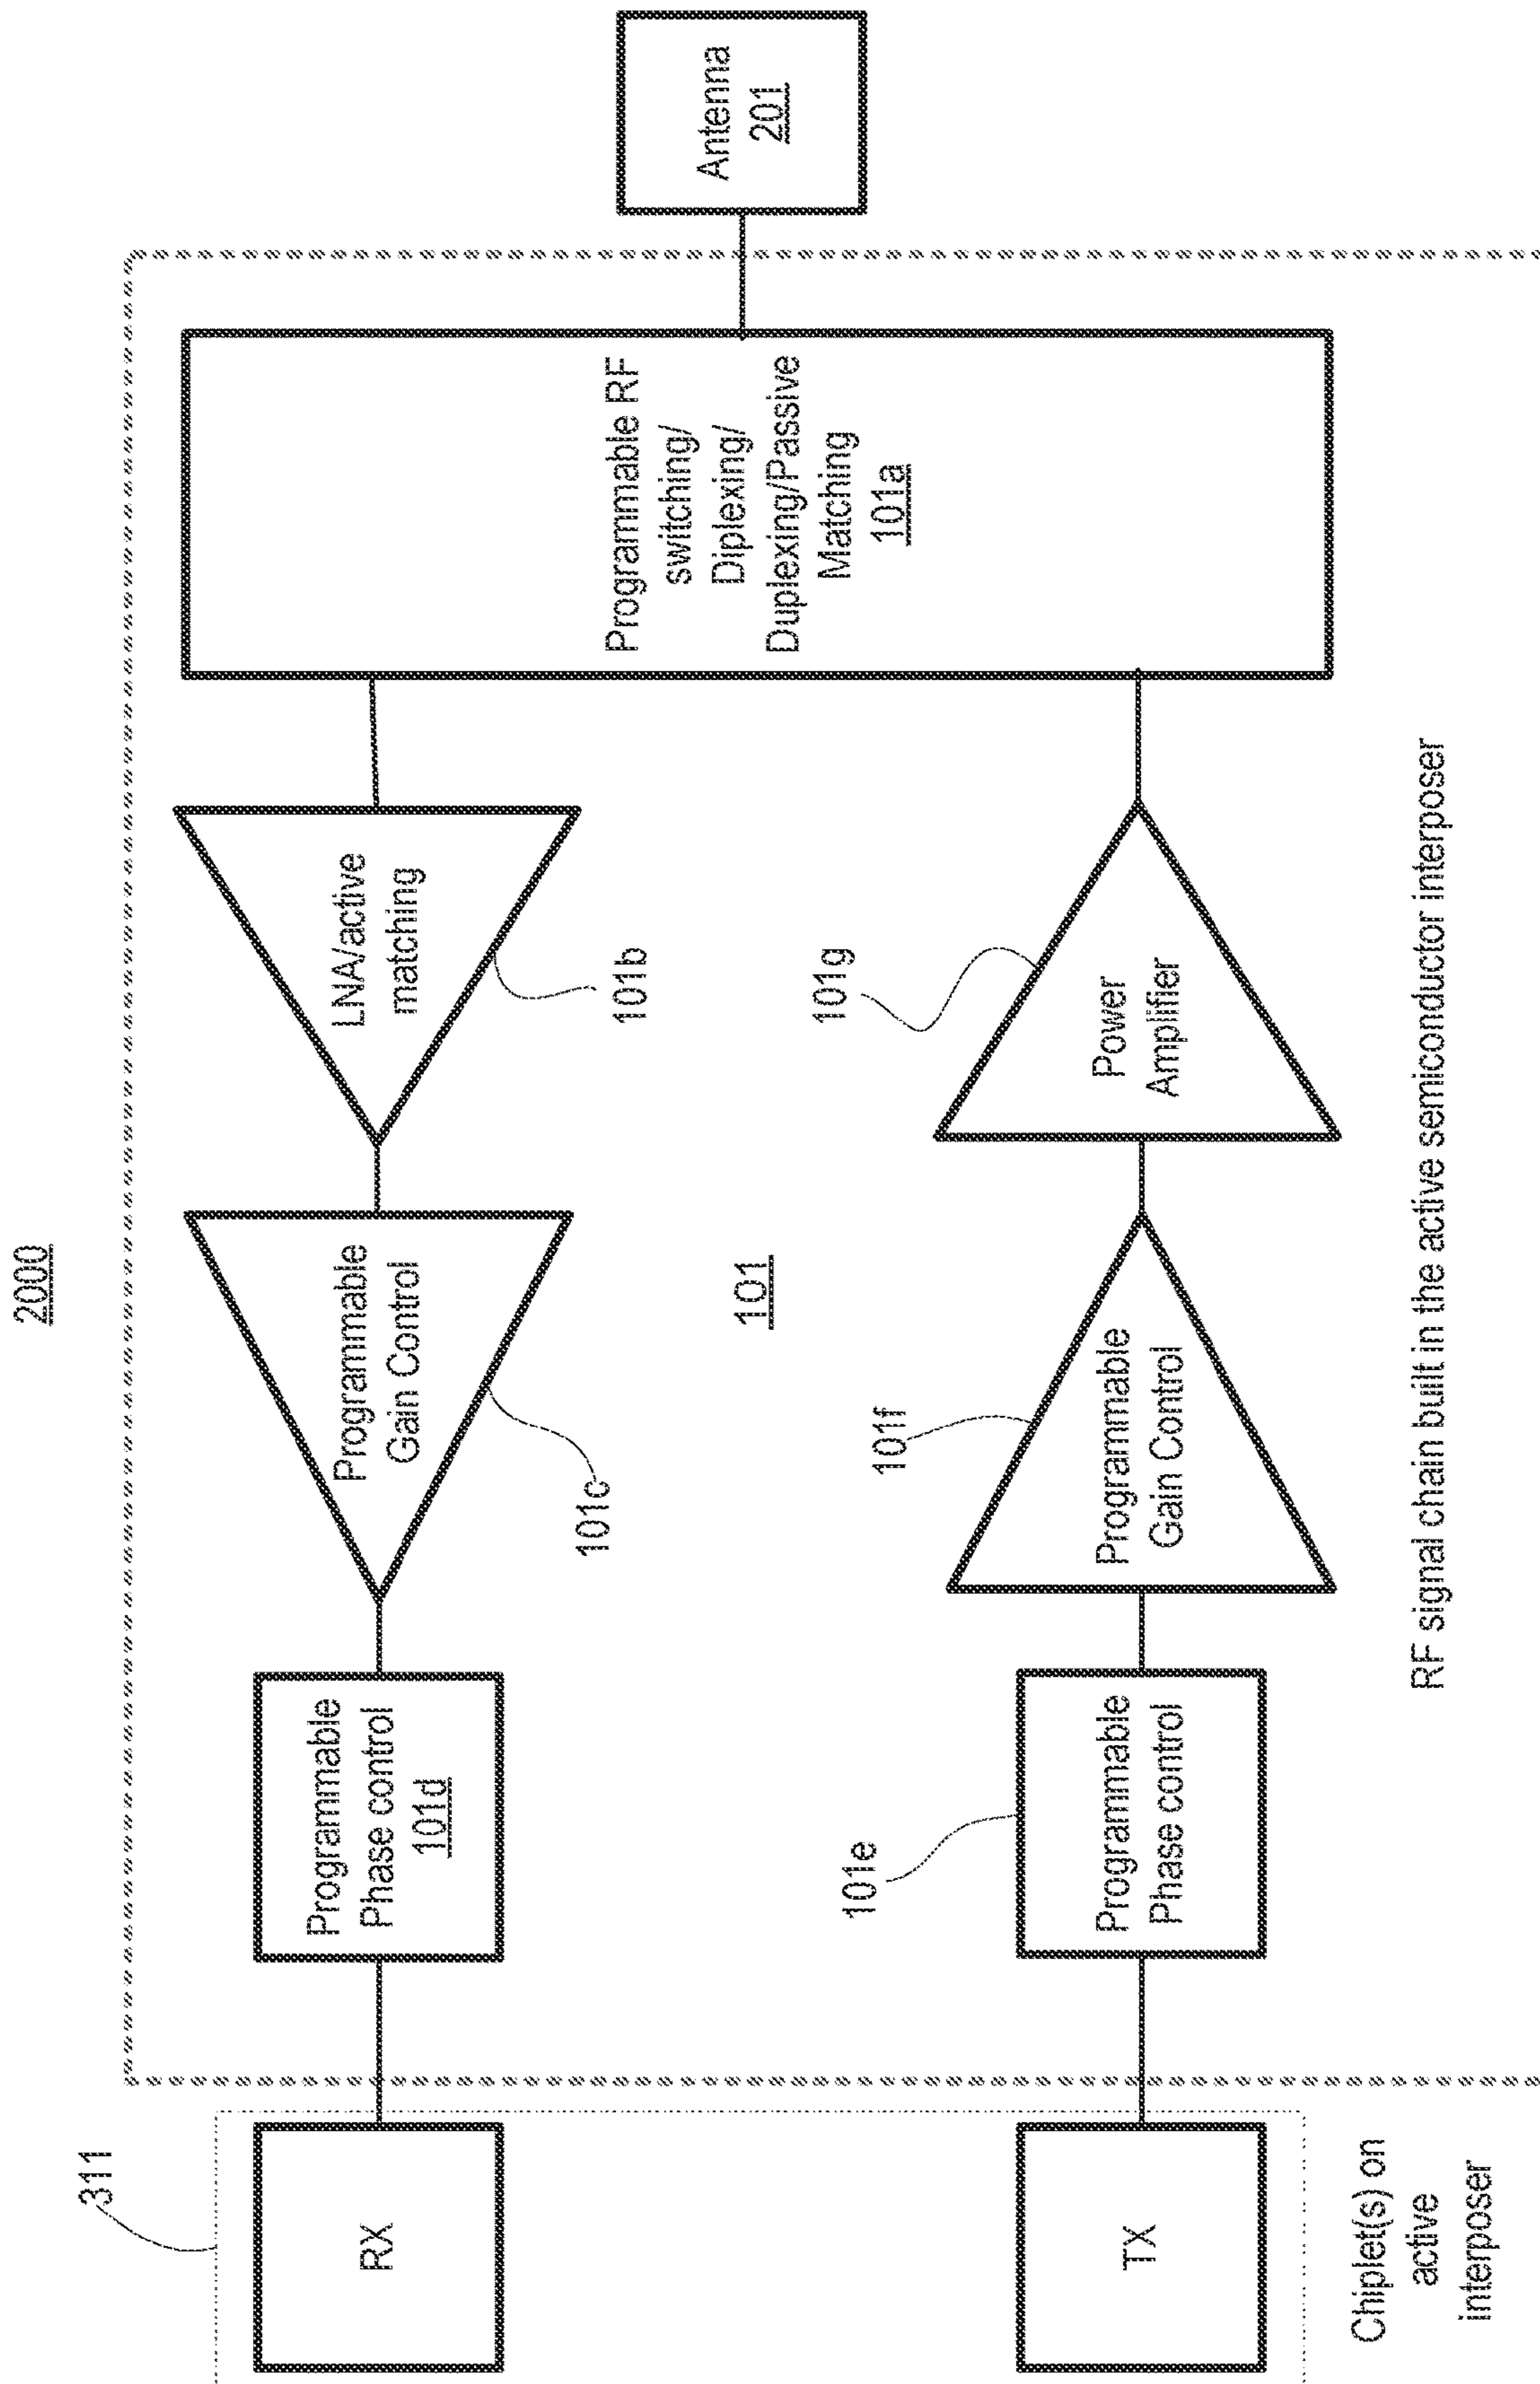 2000
311
RX
Programmable
Phase control
101d
Programmable
Gain Control
101c
LNA/active
matching
101b
Programmable RF
switching/
Diplexing/
Duplexing/Passive
Matching
101a
Antenna
201
101
TX
101e
Programmable
Phase control
101f
Programmable
Gain Control
101g
Power
Amplifier
Chiplet(s) on
active
interposer
RF signal chain built in the active semiconductor interposer